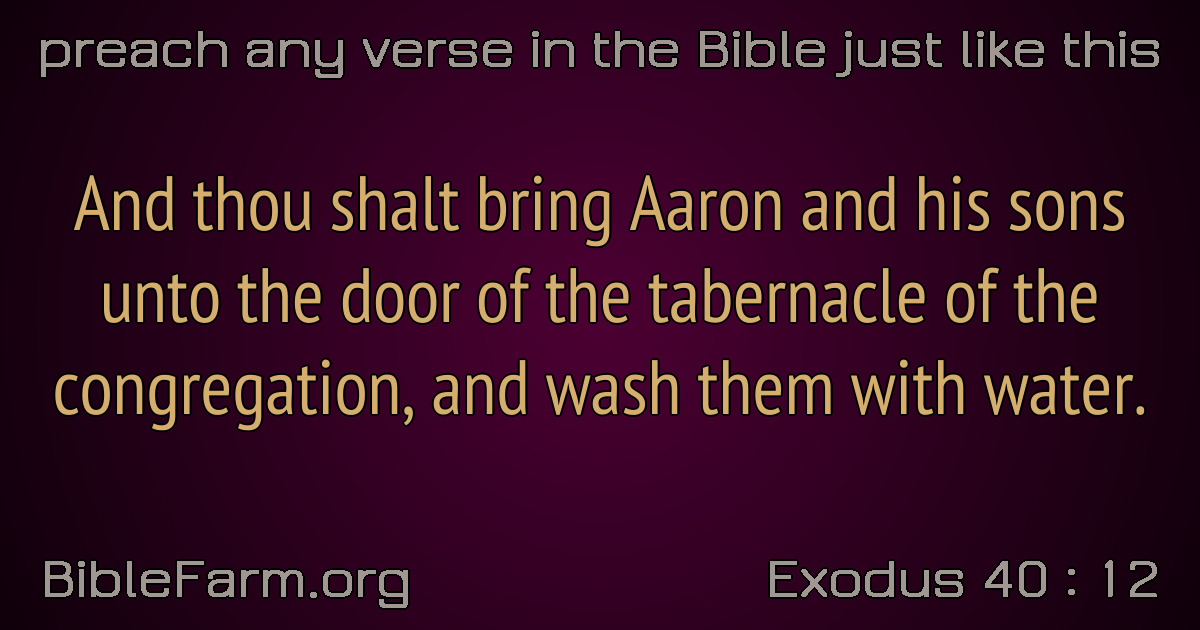 preach any verse in the Bible just like this
And thou shalt bring Aaron and his sons
unto the door of the tabernacle of the
congregation, and wash them with water.
BibleFarm.org
Exodus 40 : 12